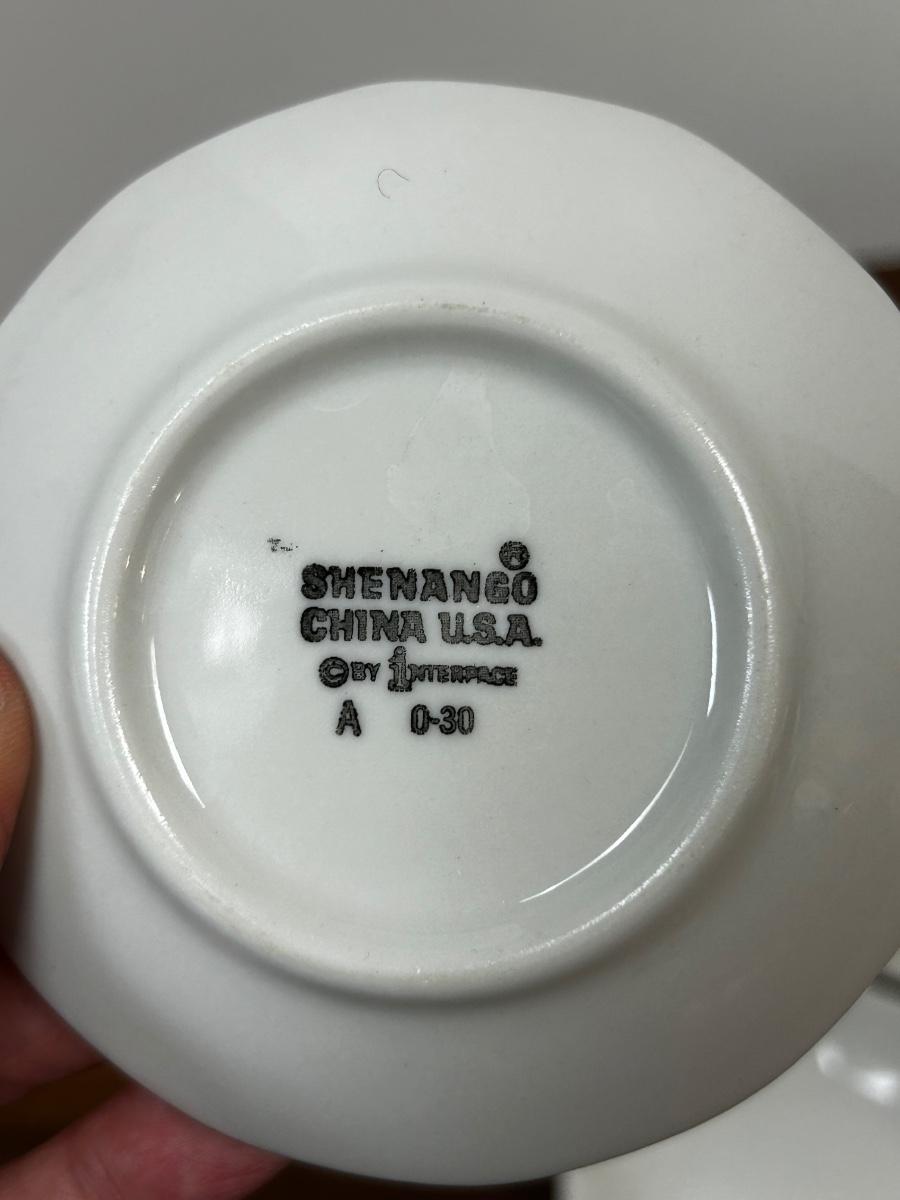 SHENANGO®
CHINA U.S.A.
© BY INTERPACE
A 0-30